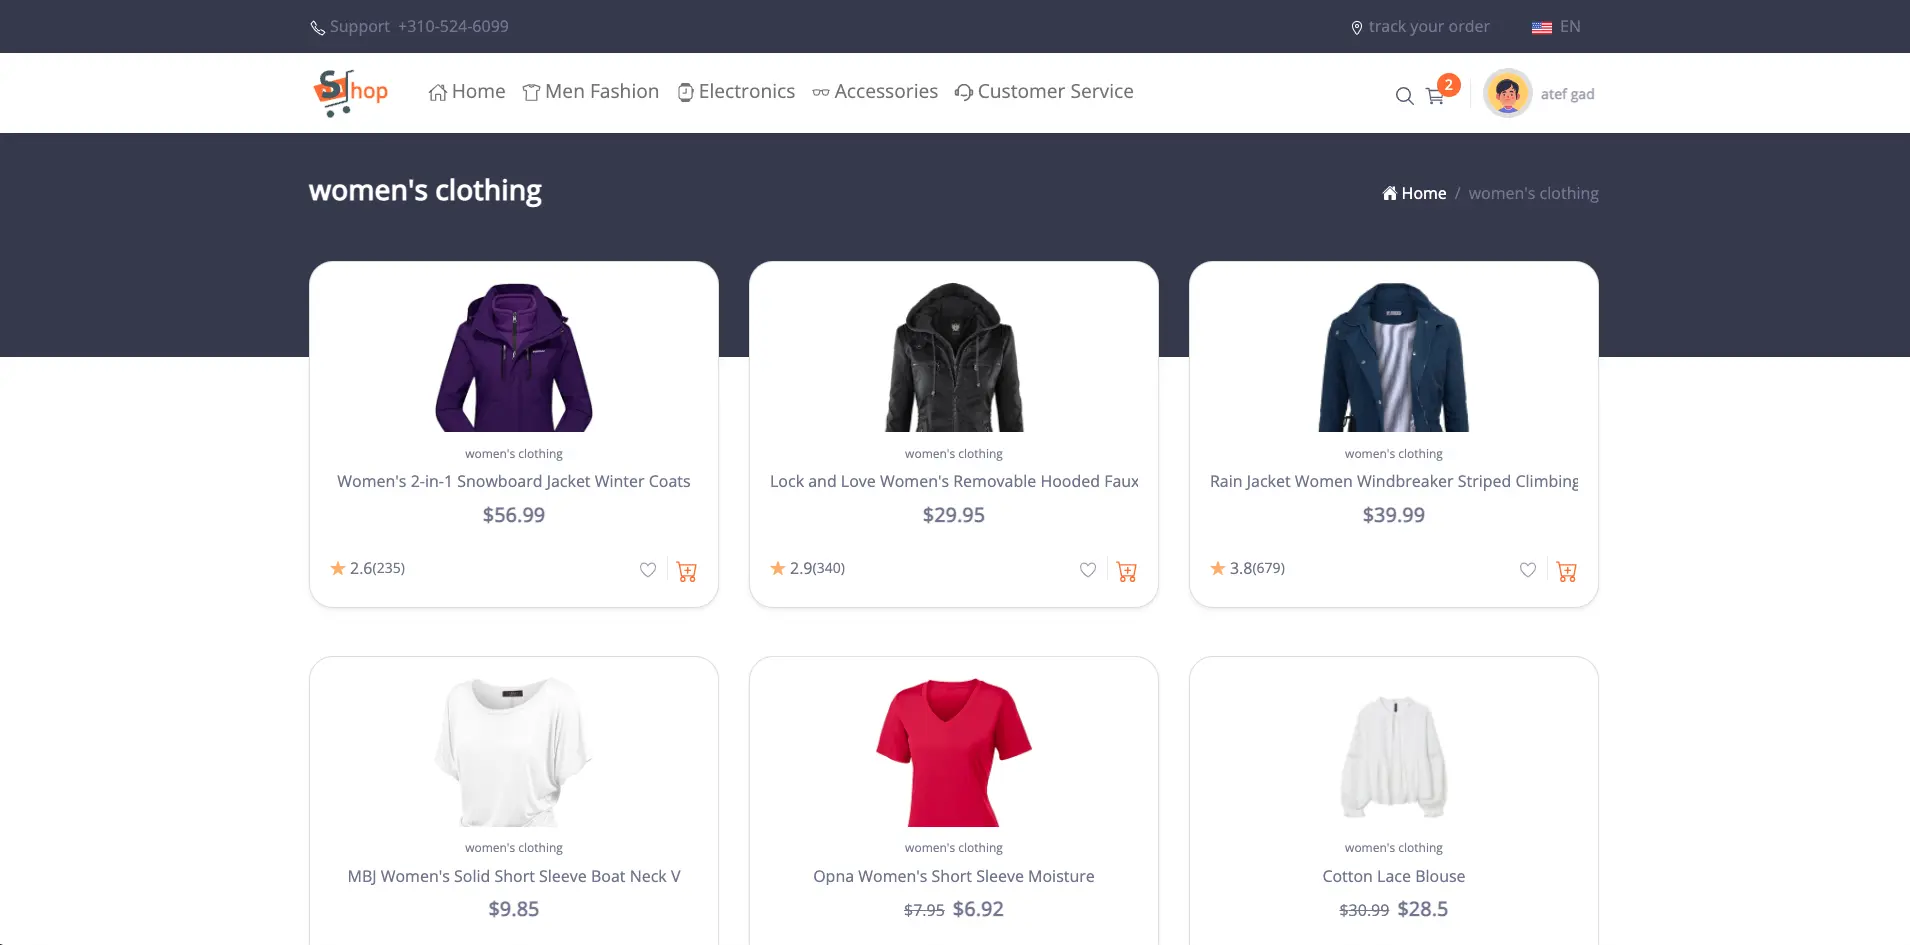 Support +310-524-6099
track your order
EN
Shop
Home
Men Fashion
Electronics
Accessories
Customer Service
2
atef gad
women's clothing
Home / women's clothing
women's clothing
Women's 2-in-1 Snowboard Jacket Winter Coats
$56.99
2.6(235)
women's clothing
Lock and Love Women's Removable Hooded Faux
$29.95
2.9(340)
women's clothing
Rain Jacket Women Windbreaker Striped Climbing
$39.99
3.8(679)
women's clothing
MBJ Women's Solid Short Sleeve Boat Neck V
$9.85
women's clothing
Opna Women's Short Sleeve Moisture
$7.95 $6.92
women's clothing
Cotton Lace Blouse
$30.99 $28.5